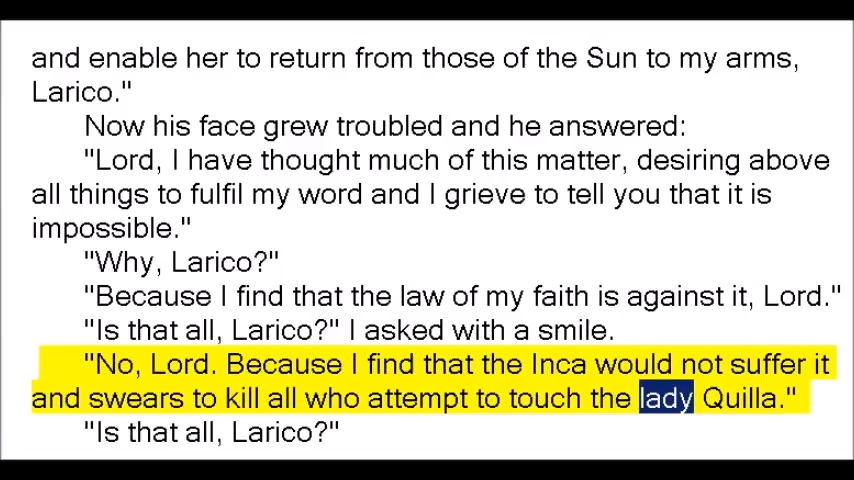 and enable her to return from those of the Sun to my arms,
Larico."
Now his face grew troubled and he answered:
"Lord, I have thought much of this matter, desiring above
all things to fulfil my word and I grieve to tell you that it is
impossible."
"Why, Larico?"
"Because I find that the law of my faith is against it, Lord."
"Is that all, Larico?" I asked with a smile.
"No, Lord. Because I find that the Inca would not suffer it
and swears to kill all who attempt to touch the lady Quilla."
"Is that all, Larico?"